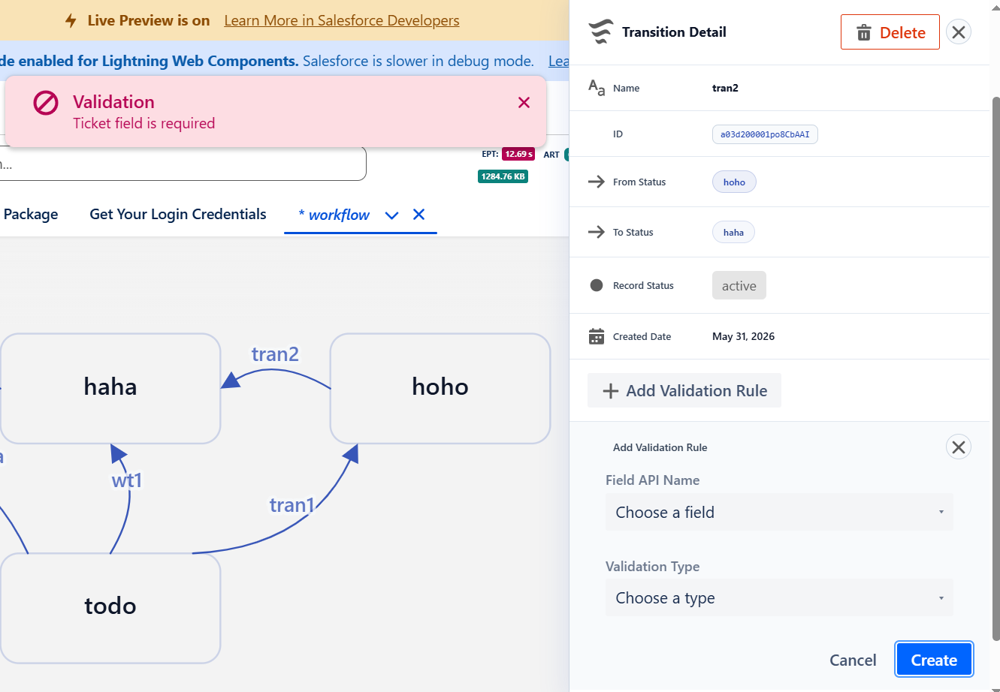 Live Preview is on Learn More in Salesforce Developers
de enabled for Lightning Web Components. Salesforce is slower in debug mode. Lea
Validation
Ticket field is required
n...
EPT: 12.69 s ART
1284.76 KB
Package Get Your Login Credentials * workflow
haha
tran2
hoho
a
wt1
tran1
todo
Transition Detail
Delete
Name tran2
ID a03d200001po8CbAAI
From Status hoho
To Status haha
Record Status active
Created Date May 31, 2026
Add Validation Rule
Add Validation Rule
Field API Name
Choose a field
Validation Type
Choose a type
Cancel Create